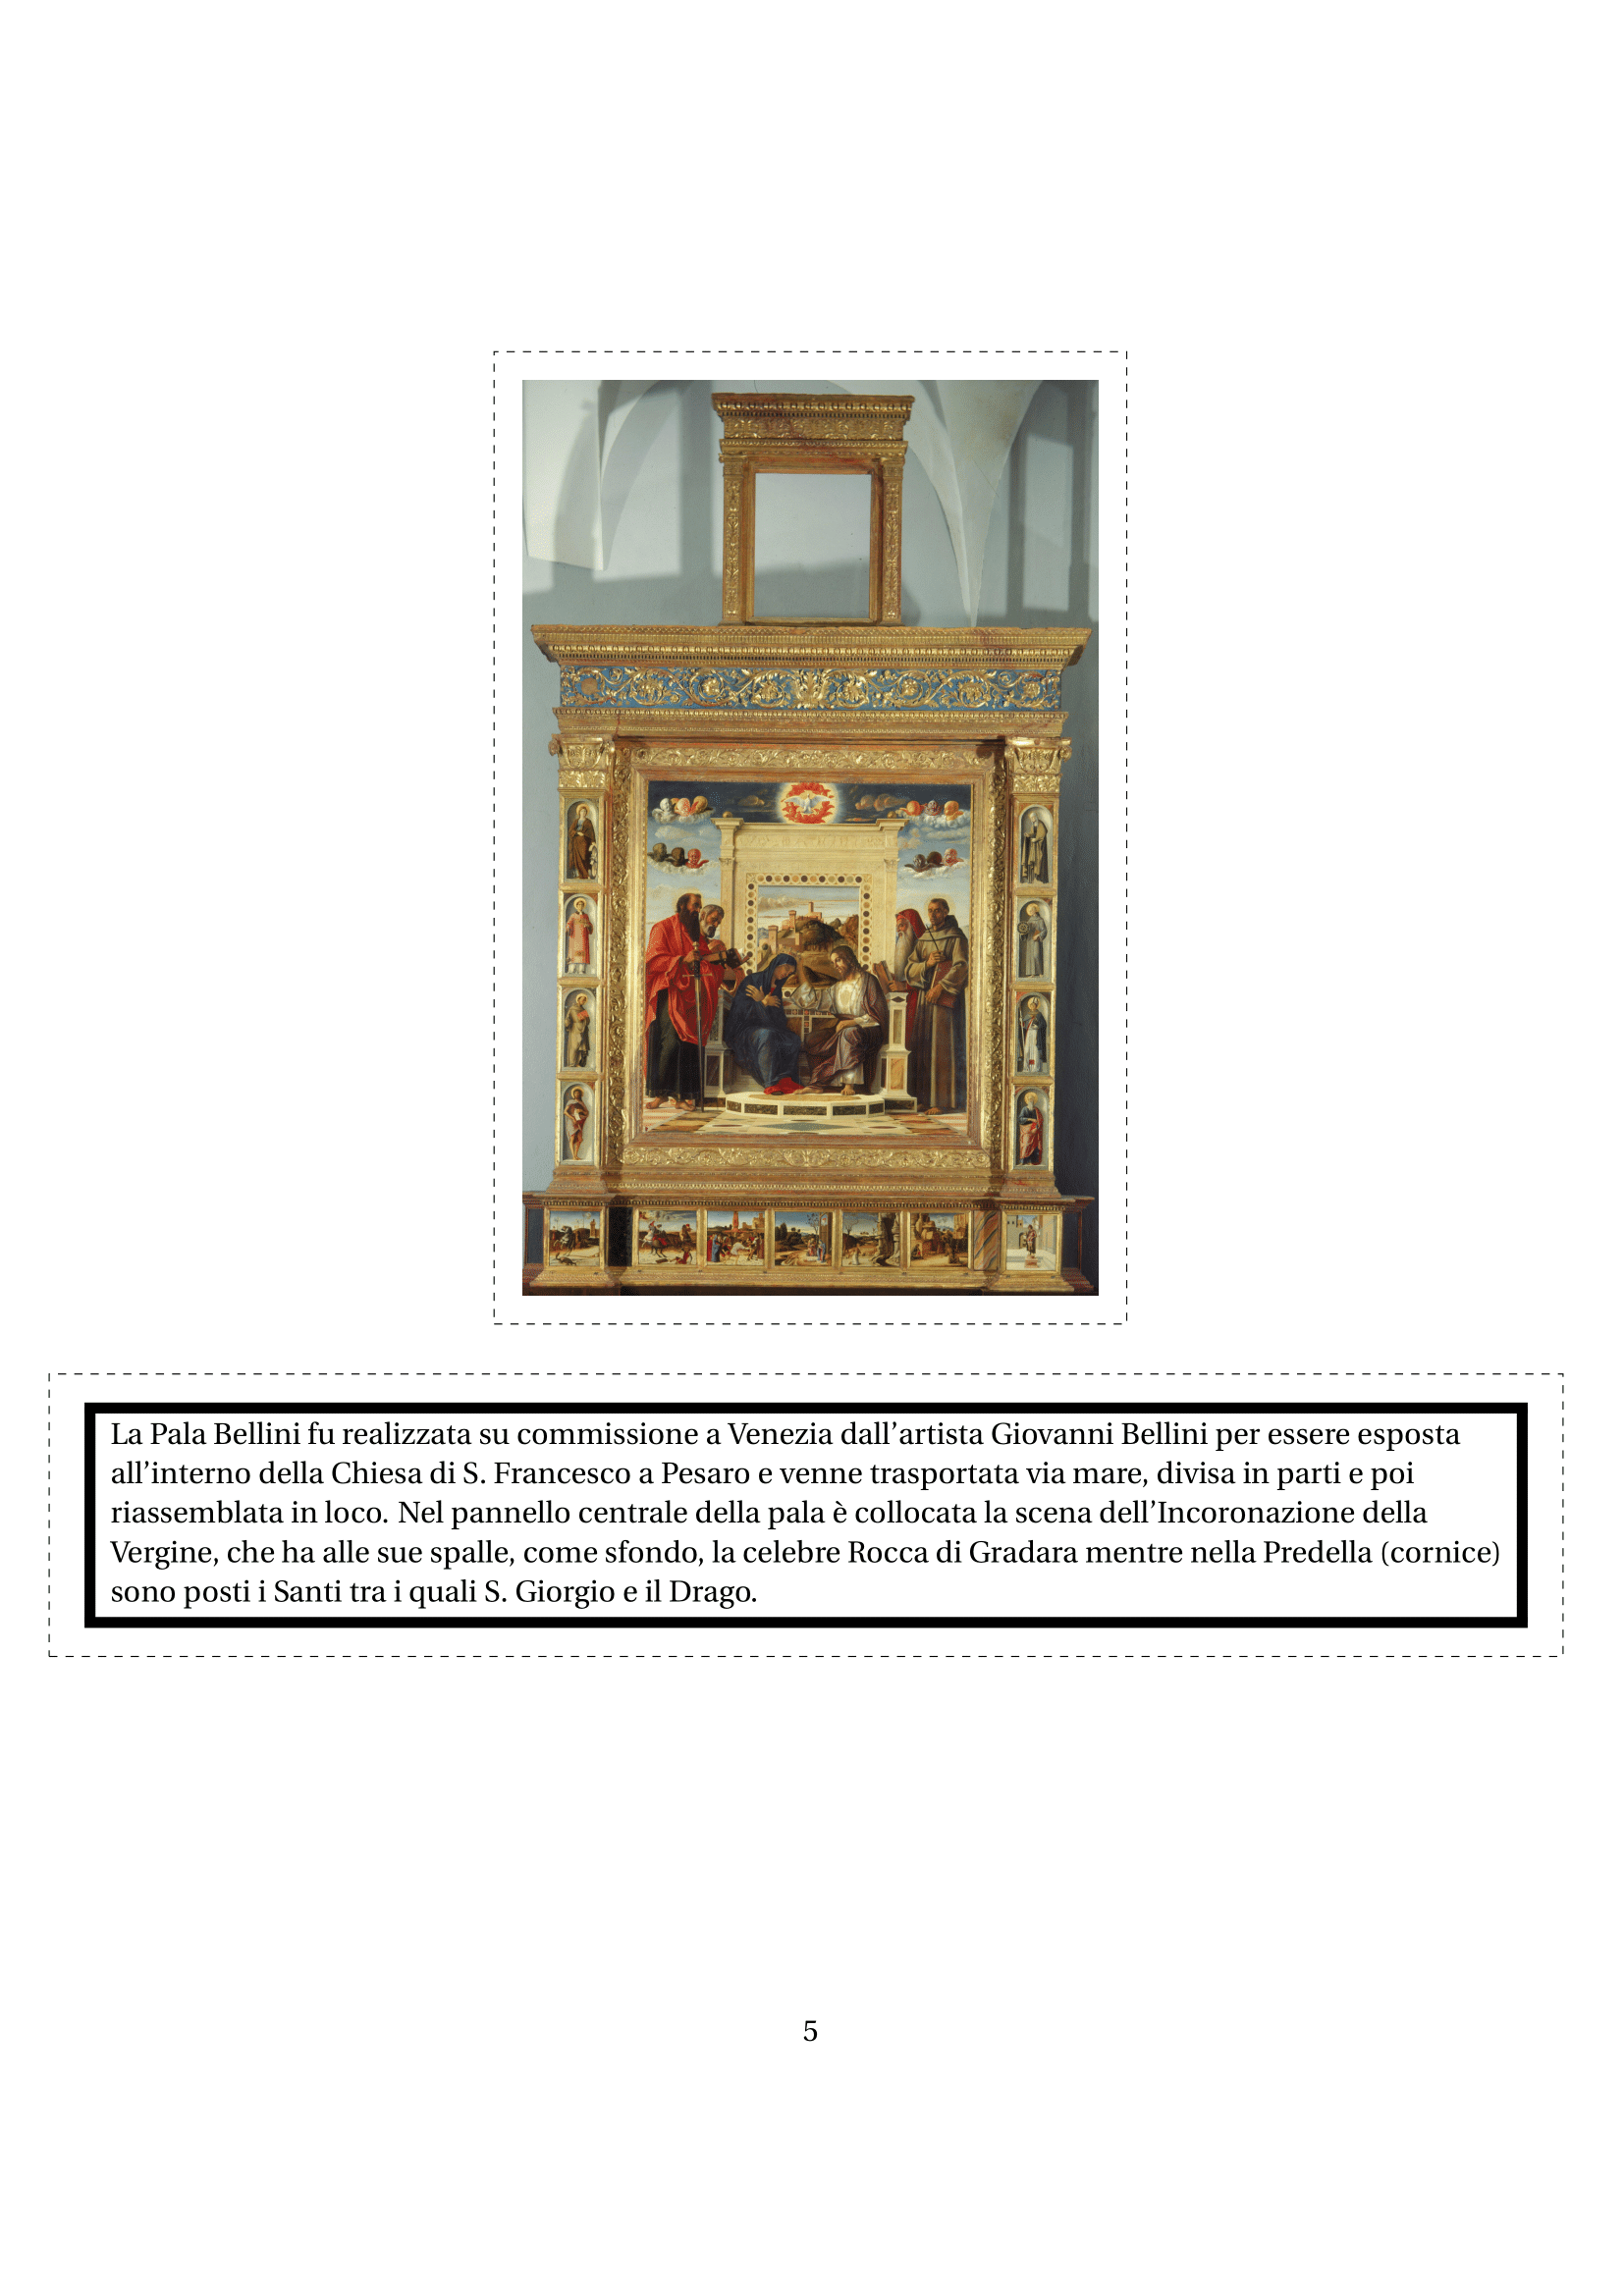 La Pala Bellini fu realizzata su commissione a Venezia dall’artista Giovanni Bellini per essere esposta
all’interno della Chiesa di S. Francesco a Pesaro e venne trasportata via mare, divisa in parti e poi
riassemblata in loco. Nel pannello centrale della pala è collocata la scena dell’Incoronazione della
Vergine, che ha alle sue spalle, come sfondo, la celebre Rocca di Gradara mentre nella Predella (cornice)
sono posti i Santi tra i quali S. Giorgio e il Drago.
5